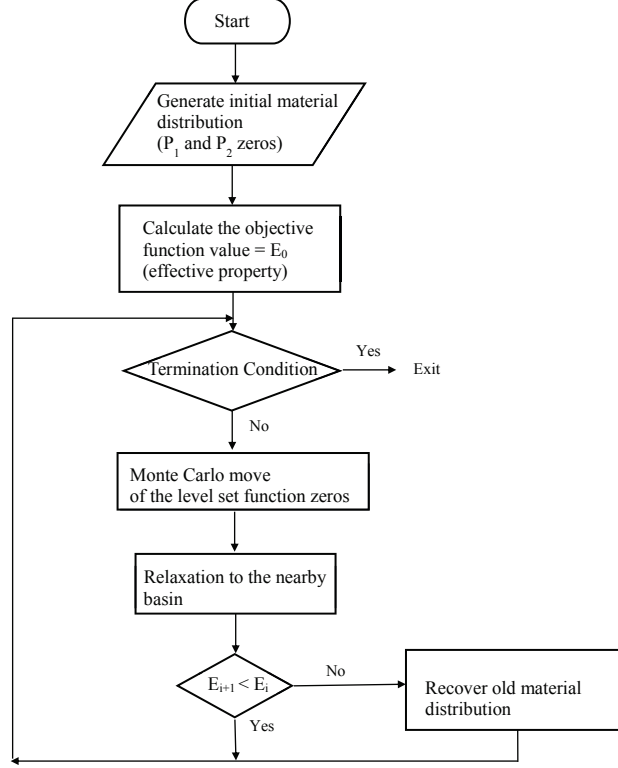 Start
Generate initial material
distribution
(P₁ and P₂ zeros)
Calculate the objective
function value = E₀
(effective property)
Termination Condition
Yes
Exit
No
Monte Carlo move
of the level set function zeros
Relaxation to the nearby
basin
Eᵢ₊₁ < Eᵢ
No
Recover old material
distribution
Yes